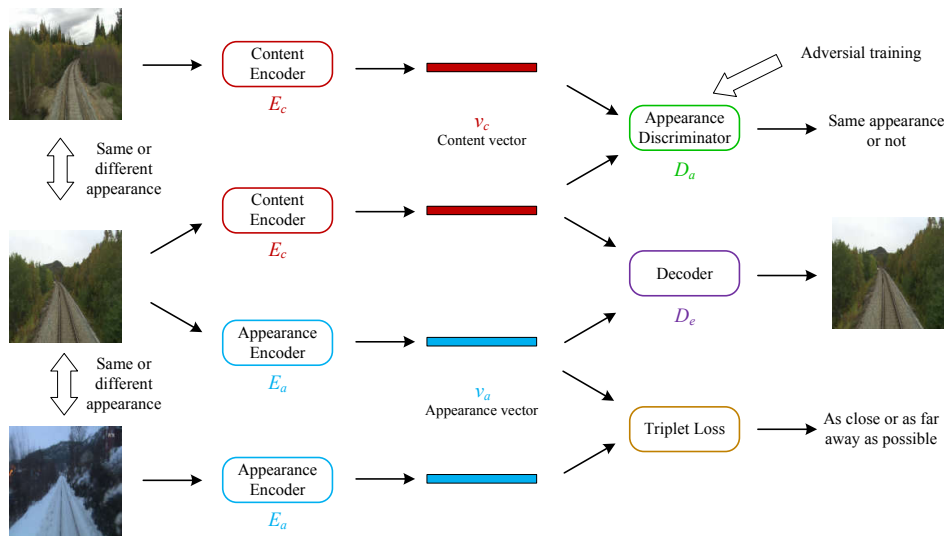 Content
Encoder
E_c
v_c
Content vector
Adversial training
Appearance
Discriminator
D_a
Same appearance
or not
Same or
different
appearance
Content
Encoder
E_c
Decoder
D_e
Appearance
Encoder
E_a
v_a
Appearance vector
Same or
different
appearance
Triplet Loss
As close or as far
away as possible
Appearance
Encoder
E_a